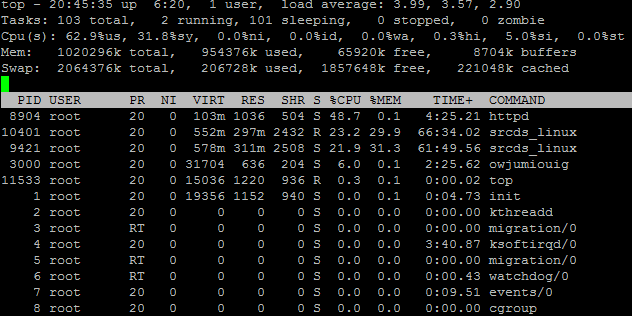 top - 20:45:35 up  6:20,  1 user,  load average: 3.99, 3.57, 2.90
Tasks: 103 total,   2 running, 101 sleeping,   0 stopped,   0 zombie
Cpu(s): 62.9%us, 31.8%sy,  0.0%ni,  0.0%id,  0.0%wa,  0.3%hi,  5.0%si,  0.0%st
Mem:   1020296k total,   954376k used,    65920k free,     8704k buffers
Swap:  2064376k total,   206728k used,  1857648k free,   221048k cached
  PID USER      PR  NI  VIRT  RES  SHR S %CPU %MEM    TIME+  COMMAND
 8904 root      20   0  103m 1036  504 S 48.7  0.1   4:25.21 httpd
10401 root      20   0  552m 297m 2432 R 23.2 29.9  66:34.02 srcds_linux
 9421 root      20   0  578m 311m 2508 S 21.9 31.3  61:49.56 srcds_linux
 3000 root      20   0 31704  636  204 S  6.0  0.1   2:25.62 owjumiouig
11533 root      20   0 15036 1220  936 R  0.3  0.1   0:00.02 top
    1 root      20   0 19356 1152  940 S  0.0  0.1   0:04.73 init
    2 root      20   0     0    0    0 S  0.0  0.0   0:00.00 kthreadd
    3 root      RT   0     0    0    0 S  0.0  0.0   0:00.00 migration/0
    4 root      20   0     0    0    0 S  0.0  0.0   3:40.87 ksoftirqd/0
    5 root      RT   0     0    0    0 S  0.0  0.0   0:00.00 migration/0
    6 root      RT   0     0    0    0 S  0.0  0.0   0:00.43 watchdog/0
    7 root      20   0     0    0    0 S  0.0  0.0   0:09.51 events/0
    8 root      20   0     0    0    0 S  0.0  0.0   0:00.00 cgroup